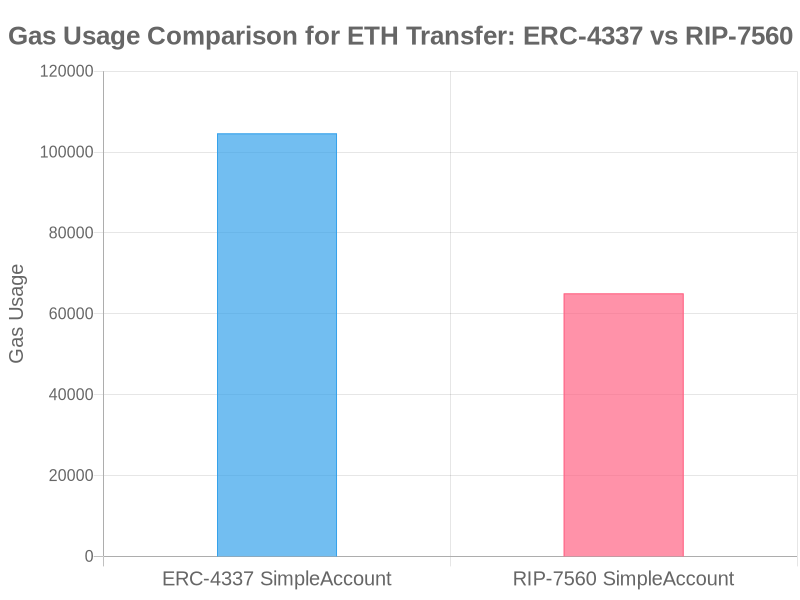 Gas Usage Comparison for ETH Transfer: ERC-4337 vs RIP-7560
120000
100000
80000
60000
40000
20000
0
Gas Usage
ERC-4337 SimpleAccount
RIP-7560 SimpleAccount